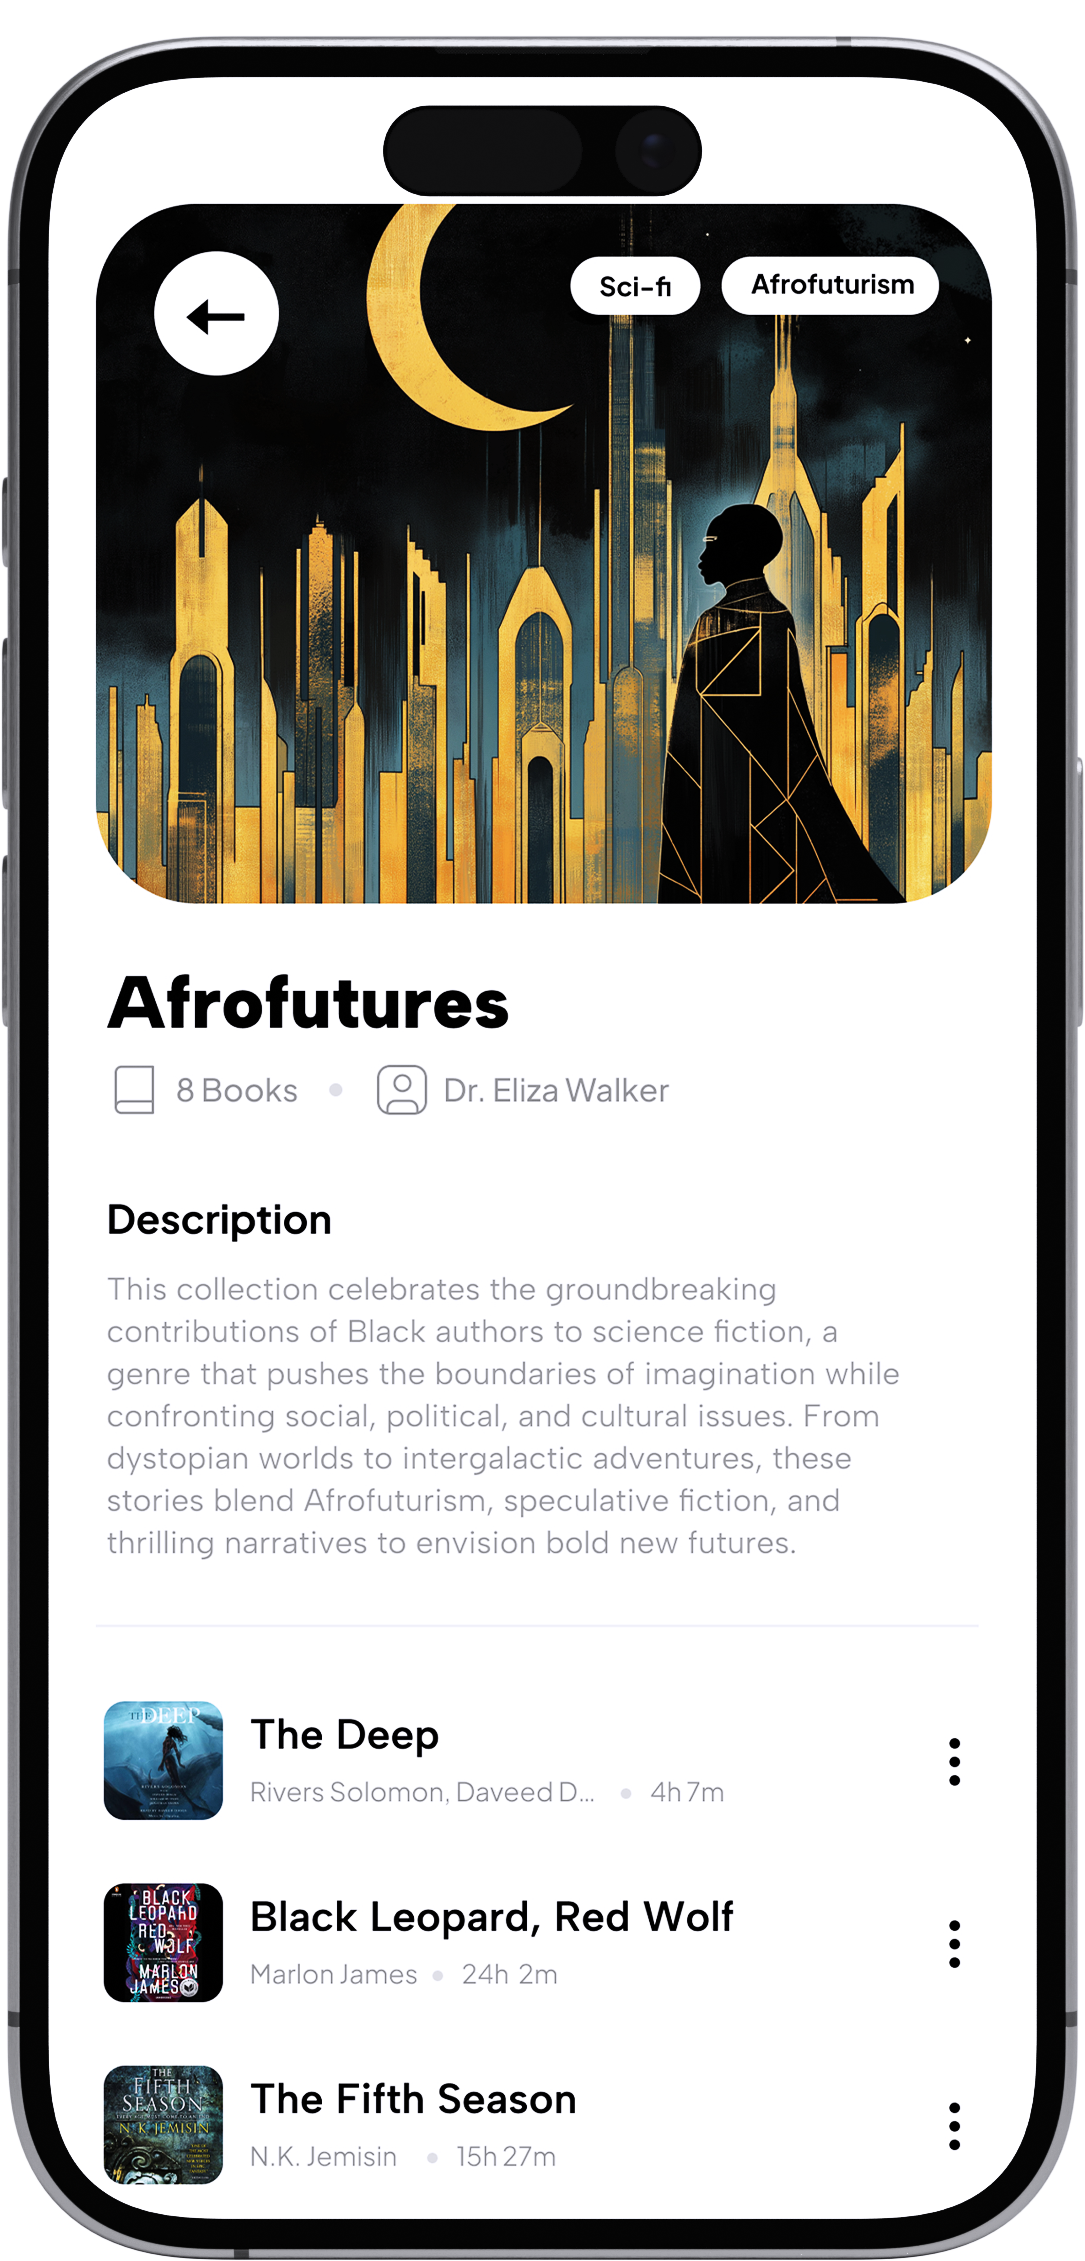 Sci-fi
Afrofuturism
Afrofutures
8 Books
Dr. Eliza Walker
Description
This collection celebrates the groundbreaking
contributions of Black authors to science fiction, a
genre that pushes the boundaries of imagination while
confronting social, political, and cultural issues. From
dystopian worlds to intergalactic adventures, these
stories blend Afrofuturism, speculative fiction, and
thrilling narratives to envision bold new futures.
THE DEEP
RIVERS SOLOMON
The Deep
Rivers Solomon, Daveed D... • 4h 7m
BLACK
LEOPARD
RED
WOLF
MARLON
JAMES
Black Leopard, Red Wolf
Marlon James • 24h 2m
THE
FIFTH
SEASON
N. K. JEMISIN
The Fifth Season
N.K. Jemisin • 15h 27m